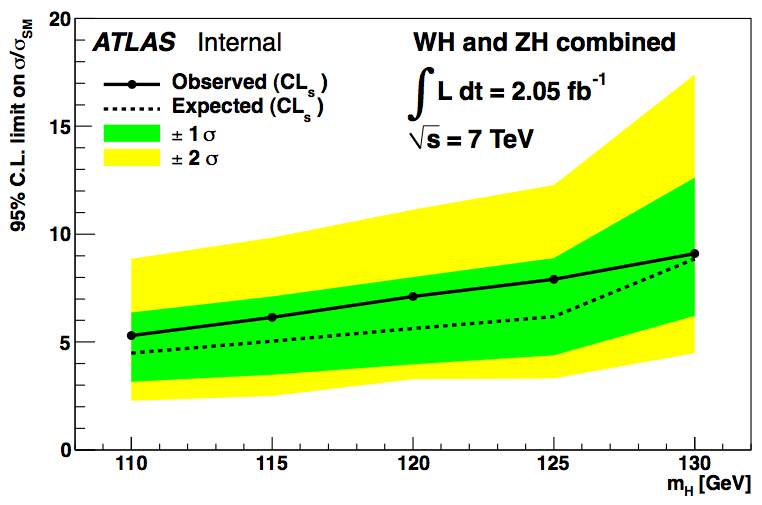 ATLAS Internal
WH and ZH combined
Observed (CLs)
Expected (CLs)
± 1 σ
± 2 σ
∫ L dt = 2.05 fb⁻¹
√s = 7 TeV
95% C.L. limit on σ/σSM
20
15
10
5
0
110 115 120 125 130
mH [GeV]